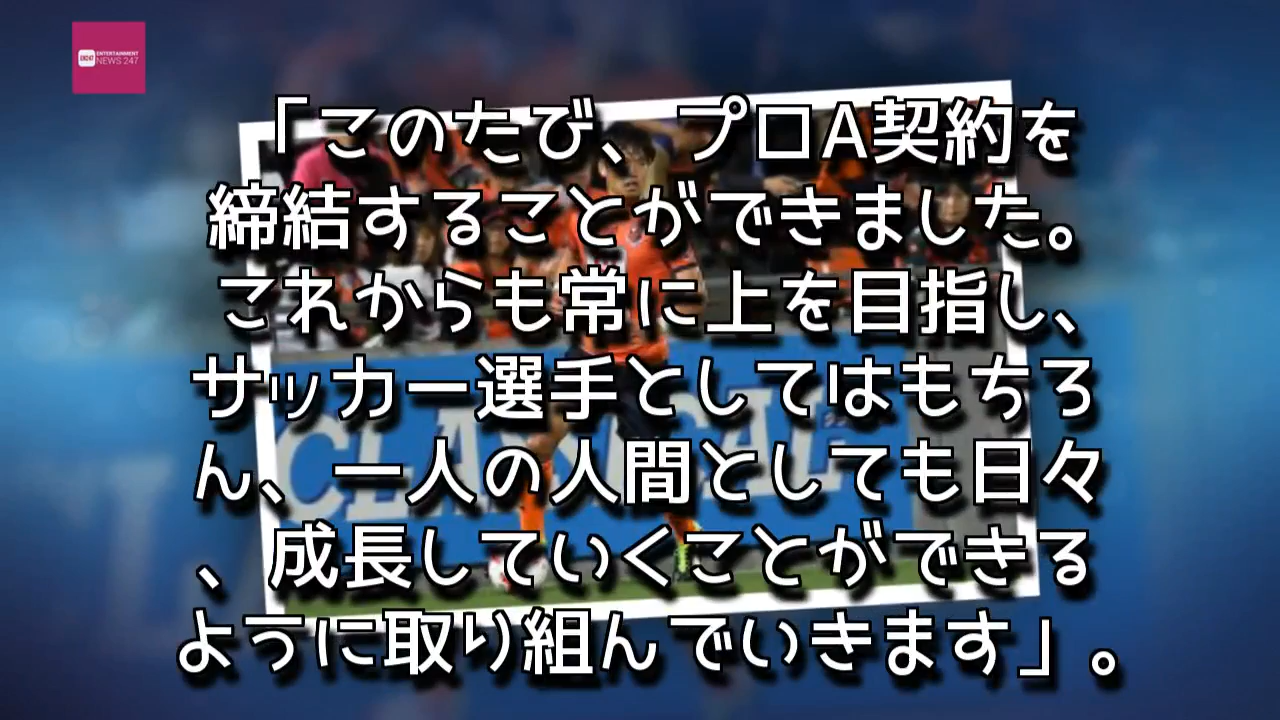 ENTERTAINMENT
NEWS 247
「このたび、プロA契約を
締結することができました。
これからも常に上を目指し、
サッカー選手としてはもちろ
ん、一人の人間としても日々
、成長していくことができる
ように取り組んでいきます」。